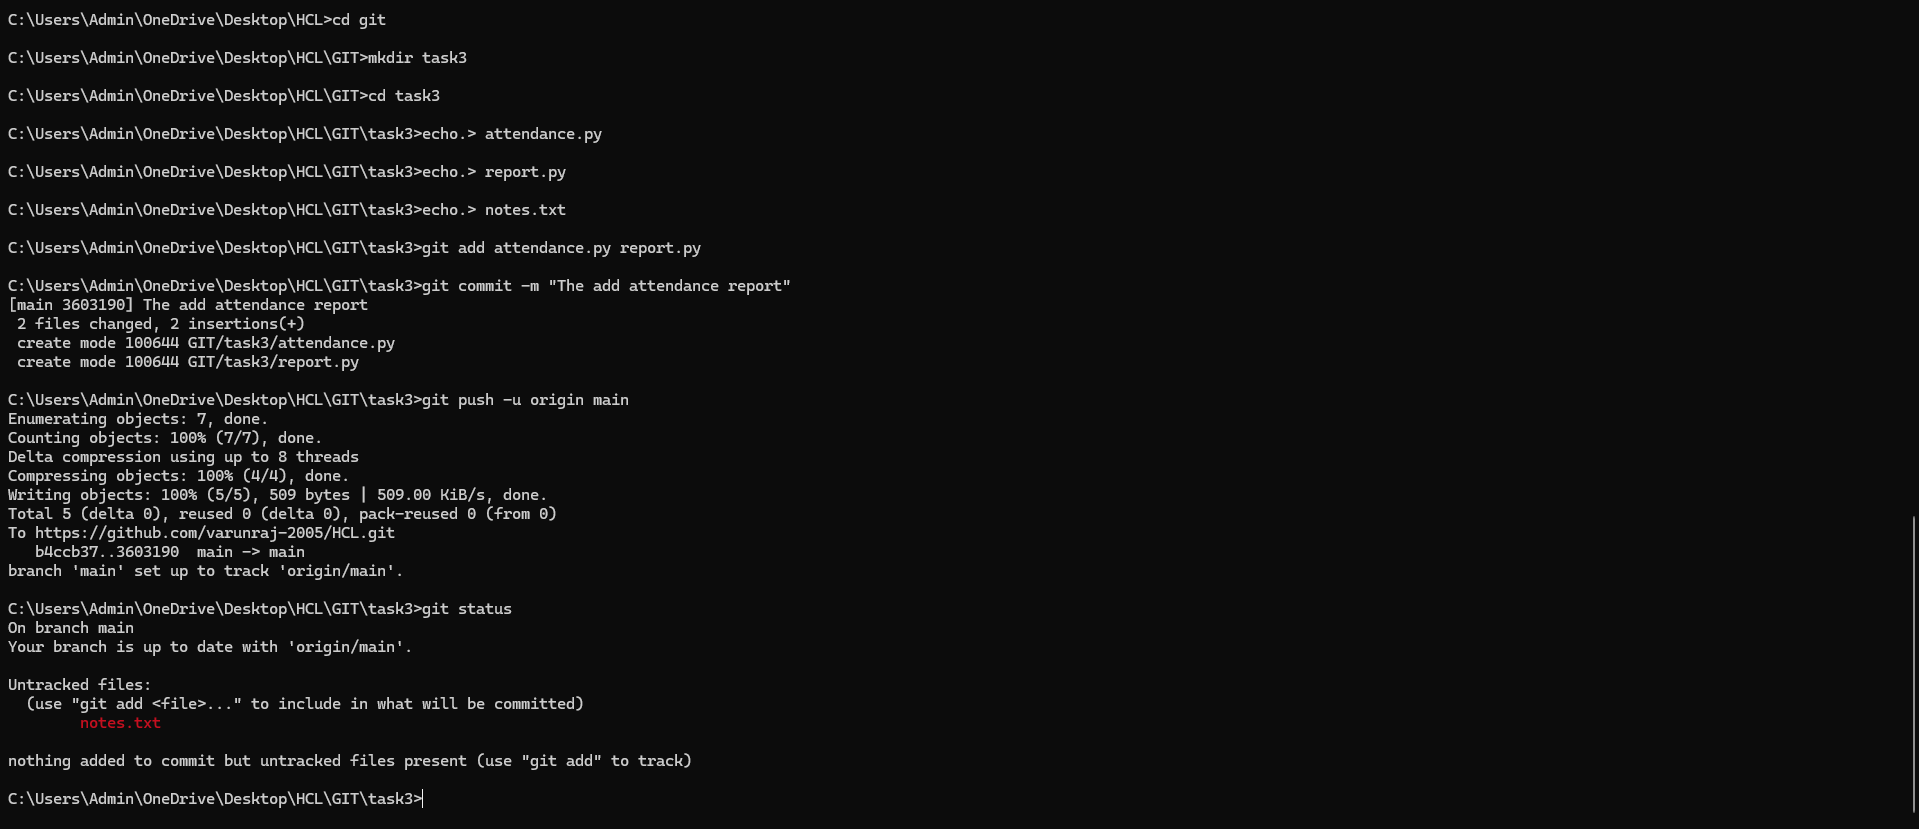 C:\Users\Admin\OneDrive\Desktop\HCL>cd git
C:\Users\Admin\OneDrive\Desktop\HCL\GIT>mkdir task3
C:\Users\Admin\OneDrive\Desktop\HCL\GIT>cd task3
C:\Users\Admin\OneDrive\Desktop\HCL\GIT\task3>echo.> attendance.py
C:\Users\Admin\OneDrive\Desktop\HCL\GIT\task3>echo.> report.py
C:\Users\Admin\OneDrive\Desktop\HCL\GIT\task3>echo.> notes.txt
C:\Users\Admin\OneDrive\Desktop\HCL\GIT\task3>git add attendance.py report.py
C:\Users\Admin\OneDrive\Desktop\HCL\GIT\task3>git commit -m "The add attendance report"
[main 3603190] The add attendance report
 2 files changed, 2 insertions(+)
 create mode 100644 GIT/task3/attendance.py
 create mode 100644 GIT/task3/report.py
C:\Users\Admin\OneDrive\Desktop\HCL\GIT\task3>git push -u origin main
Enumerating objects: 7, done.
Counting objects: 100% (7/7), done.
Delta compression using up to 8 threads
Compressing objects: 100% (4/4), done.
Writing objects: 100% (5/5), 509 bytes | 509.00 KiB/s, done.
Total 5 (delta 0), reused 0 (delta 0), pack-reused 0 (from 0)
To https://github.com/varunraj-2005/HCL.git
   b4ccb37..3603190  main -> main
branch 'main' set up to track 'origin/main'.
C:\Users\Admin\OneDrive\Desktop\HCL\GIT\task3>git status
On branch main
Your branch is up to date with 'origin/main'.
Untracked files:
  (use "git add <file>..." to include in what will be committed)
        notes.txt
nothing added to commit but untracked files present (use "git add" to track)
C:\Users\Admin\OneDrive\Desktop\HCL\GIT\task3>